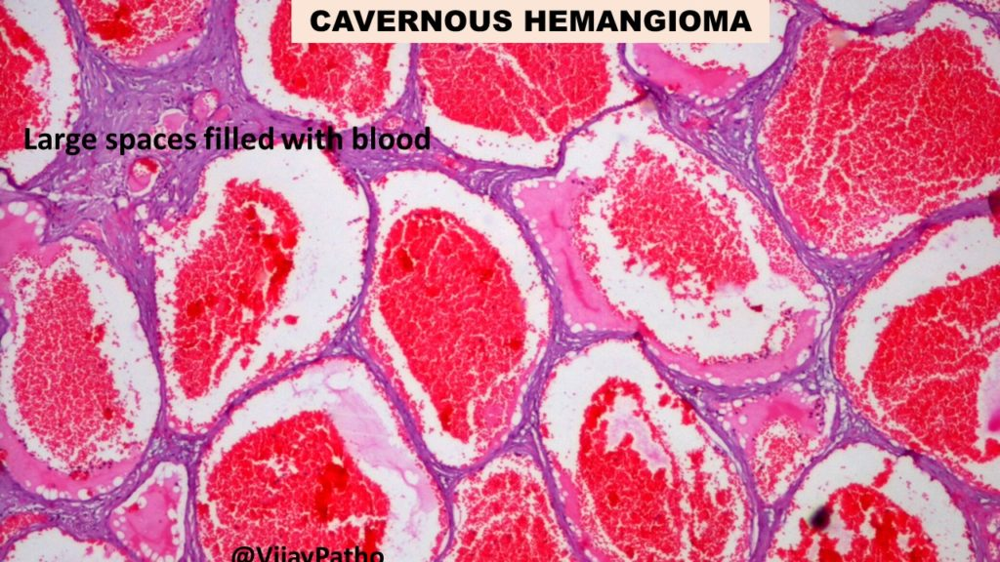 CAVERNOUS HEMANGIOMA
Large spaces filled with blood
@VijayPatho